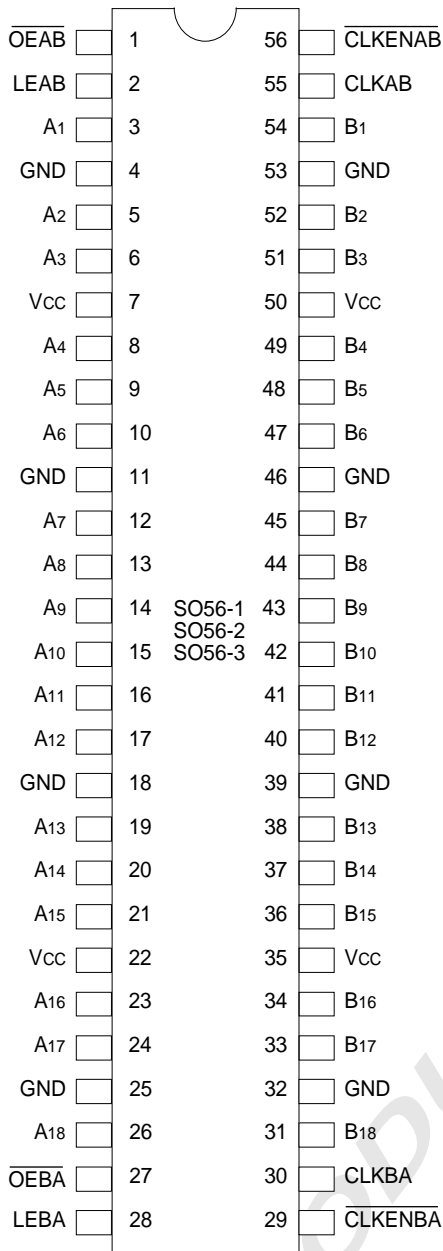 OEAB 1 56 CLKENAB
LEAB 2 55 CLKAB
A1 3 54 B1
GND 4 53 GND
A2 5 52 B2
A3 6 51 B3
VCC 7 50 VCC
A4 8 49 B4
A5 9 48 B5
A6 10 47 B6
GND 11 46 GND
A7 12 45 B7
A8 13 44 B8
A9 14 SO56-1 43 B9
SO56-2
A10 15 SO56-3 42 B10
A11 16 41 B11
A12 17 40 B12
GND 18 39 GND
A13 19 38 B13
A14 20 37 B14
A15 21 36 B15
VCC 22 35 VCC
A16 23 34 B16
A17 24 33 B17
GND 25 32 GND
A18 26 31 B18
OEBA 27 30 CLKBA
LEBA 28 29 CLKENBA